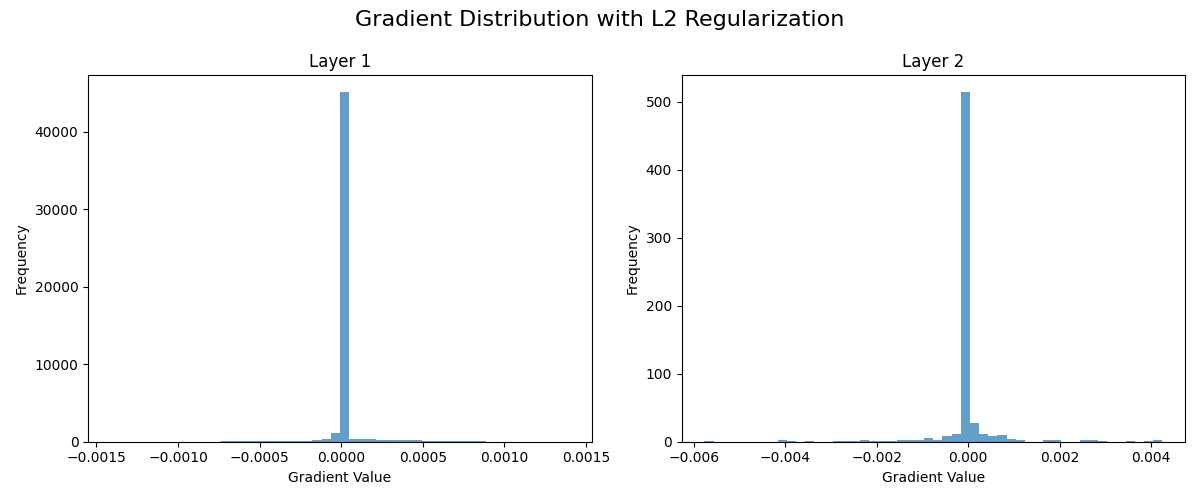 Gradient Distribution with L2 Regularization
Layer 1
Frequency
40000
30000
20000
10000
0
−0.0015 −0.0010 −0.0005 0.0000 0.0005 0.0010 0.0015
Gradient Value
Layer 2
Frequency
500
400
300
200
100
0
−0.006 −0.004 −0.002 0.000 0.002 0.004
Gradient Value